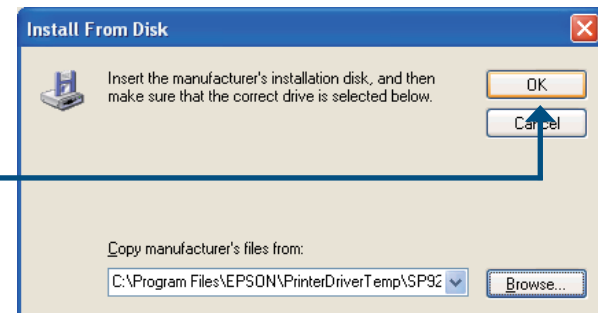 Install From Disk
Insert the manufacturer's installation disk, and then
make sure that the correct drive is selected below.
OK
Cancel
Copy manufacturer's files from:
C:\Program Files\EPSON\PrinterDriverTemp\SP92
Browse...